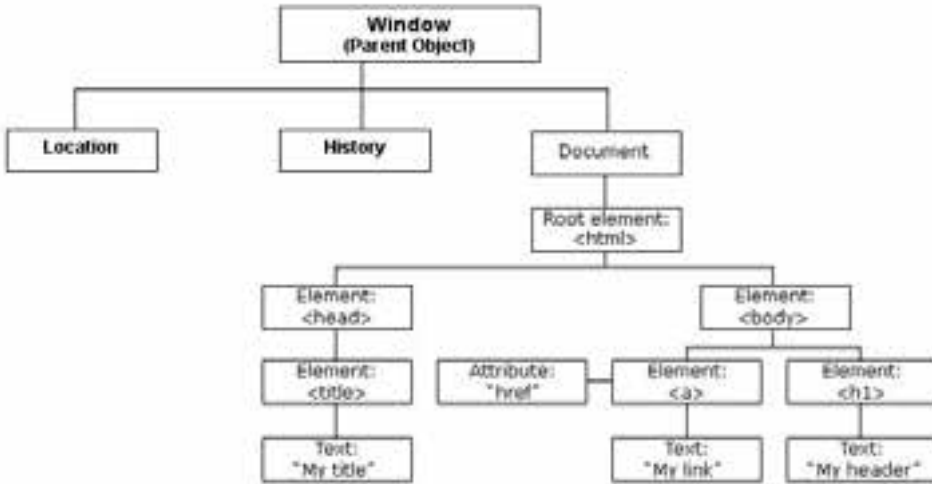 Window
(Parent Object)
Location
History
Document
Root element:
<html>
Element:
<head>
Element:
<body>
Element:
<title>
Attribute:
"href"
Element:
<a>
Element:
<h1>
Text:
"My title"
Text:
"My link"
Text:
"My header"